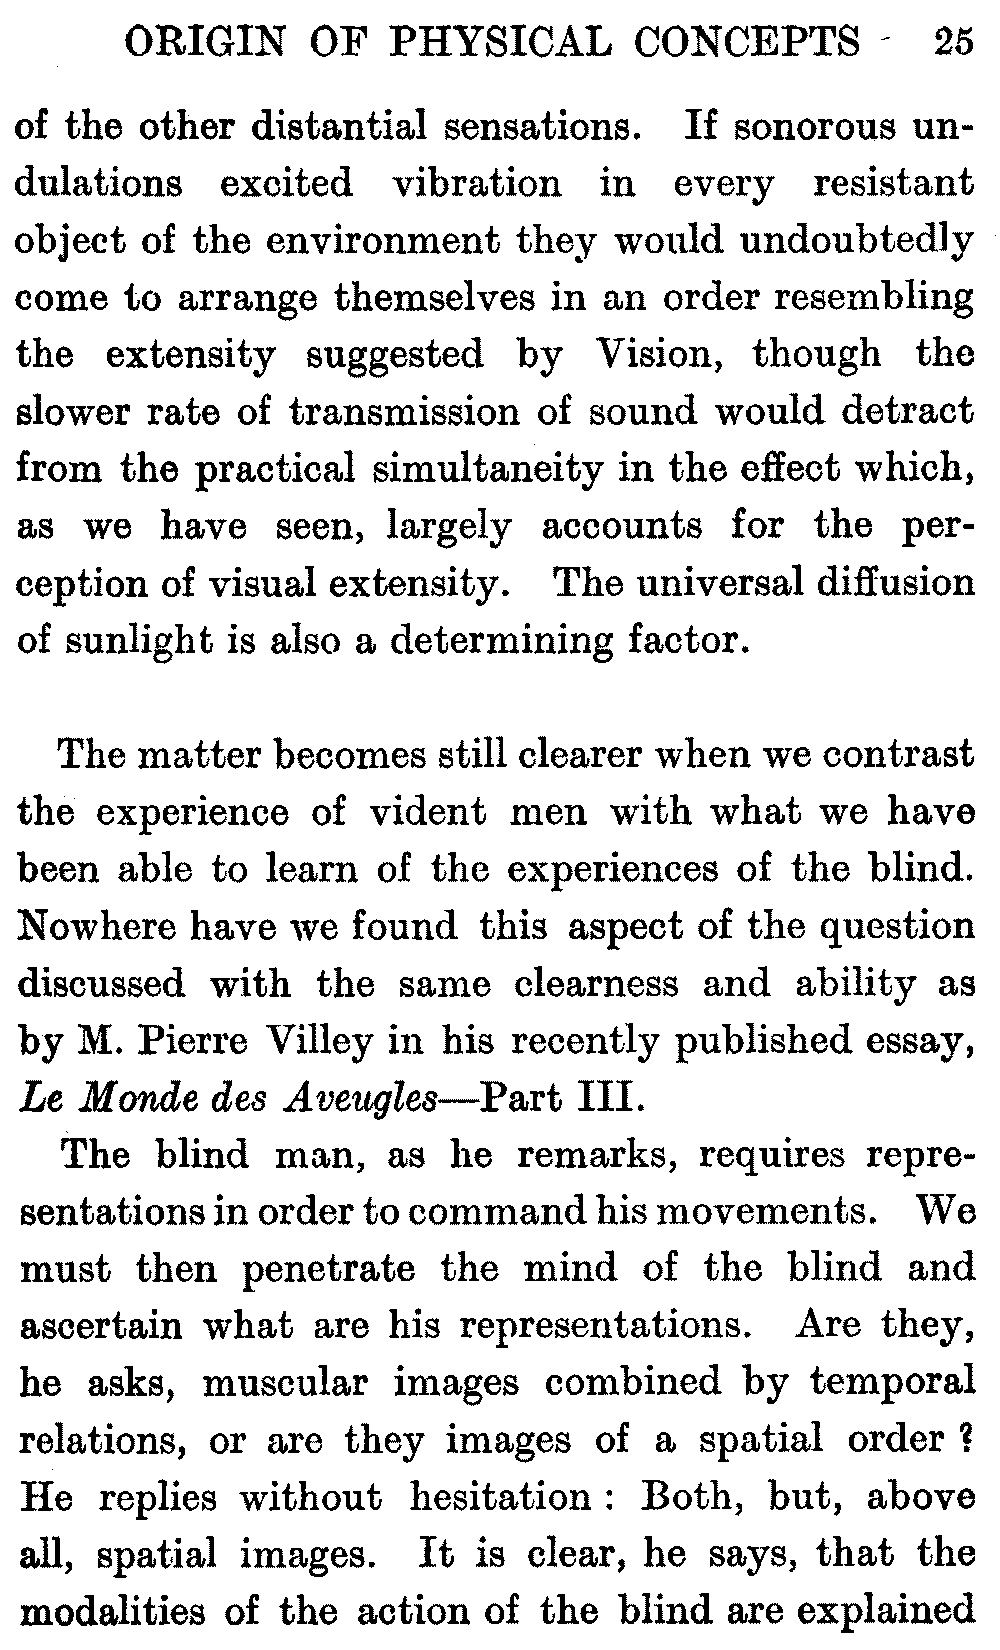 ORIGIN OF PHYSICAL CONCEPTS - 25
of the other distantial sensations. If sonorous un-
dulations excited vibration in every resistant
object of the environment they would undoubtedly
come to arrange themselves in an order resembling
the extensity suggested by Vision, though the
slower rate of transmission of sound would detract
from the practical simultaneity in the effect which,
as we have seen, largely accounts for the per-
ception of visual extensity. The universal diffusion
of sunlight is also a determining factor.
The matter becomes still clearer when we contrast
the experience of vident men with what we have
been able to learn of the experiences of the blind.
Nowhere have we found this aspect of the question
discussed with the same clearness and ability as
by M. Pierre Villey in his recently published essay,
Le Monde des Aveugles—Part III.
The blind man, as he remarks, requires repre-
sentations in order to command his movements. We
must then penetrate the mind of the blind and
ascertain what are his representations. Are they,
he asks, muscular images combined by temporal
relations, or are they images of a spatial order ?
He replies without hesitation : Both, but, above
all, spatial images. It is clear, he says, that the
modalities of the action of the blind are explained